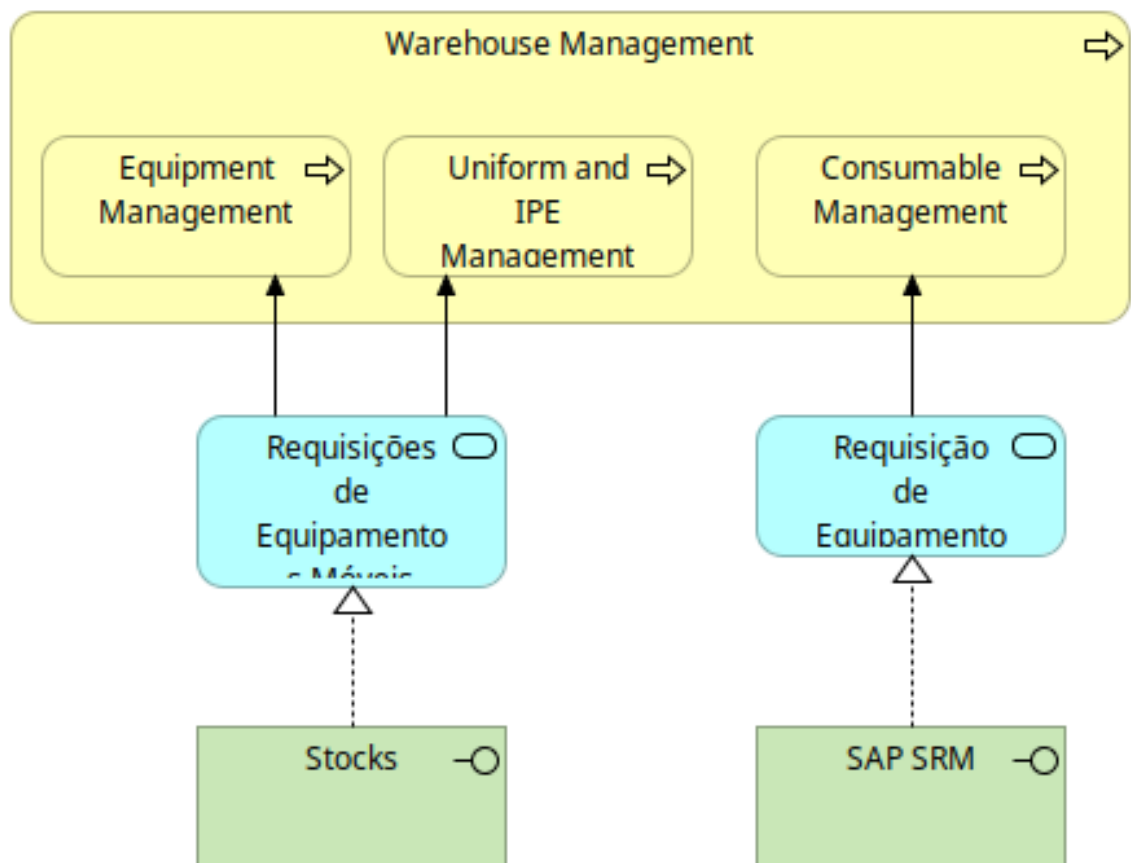 Warehouse Management
Equipment
Management
Uniform and
IPE
Management
Consumable
Management
Requisições
de
Equipamento
s Móveis
Requisição
de
Equipamento
Stocks
SAP SRM